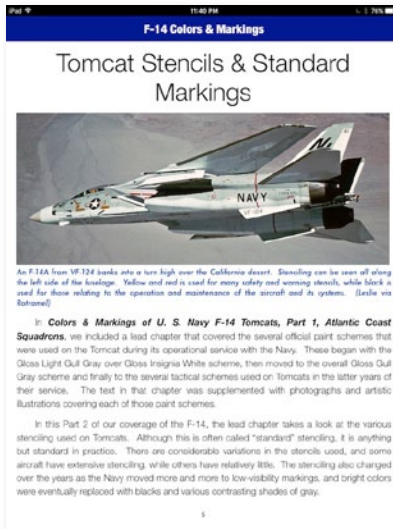 iPad
11:40 PM
76%
F-14 Colors & Markings
Tomcat Stencils & Standard
Markings
NAVY
VF-124
An F-14A from VF-124 banks into a turn high over the California desert. Stenciling can be seen all along
the left side of the fuselage. Yellow and red is used for many safety and warning stencils, while black is
used for those relating to the operation and maintenance of the aircraft and its systems. (Leslie via
Rotramel)
In Colors & Markings of U. S. Navy F-14 Tomcats, Part 1, Atlantic Coast
Squadrons, we included a lead chapter that covered the several official paint schemes that
were used on the Tomcat during its operational service with the Navy. These began with the
Gloss Light Gull Gray over Gloss Insignia White scheme, then moved to the overall Gloss Gull
Gray scheme and finally to the several tactical schemes used on Tomcats in the latter years of
their service. The text in that chapter was supplemented with photographs and artistic
illustrations covering each of those paint schemes.
In this Part 2 of our coverage of the F-14, the lead chapter takes a look at the various
stenciling used on Tomcats. Although this is often called "standard" stenciling, it is anything
but standard in practice. There are considerable variations in the stencils used, and some
aircraft have extensive stenciling, while others have relatively little. The stenciling also changed
over the years as the Navy moved more and more to low-visibility markings, and bright colors
were eventually replaced with blacks and various contrasting shades of gray.
5